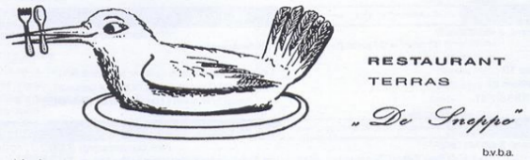 RESTAURANT
TERRAS
„ De Sneppe"
b.v.b.a.